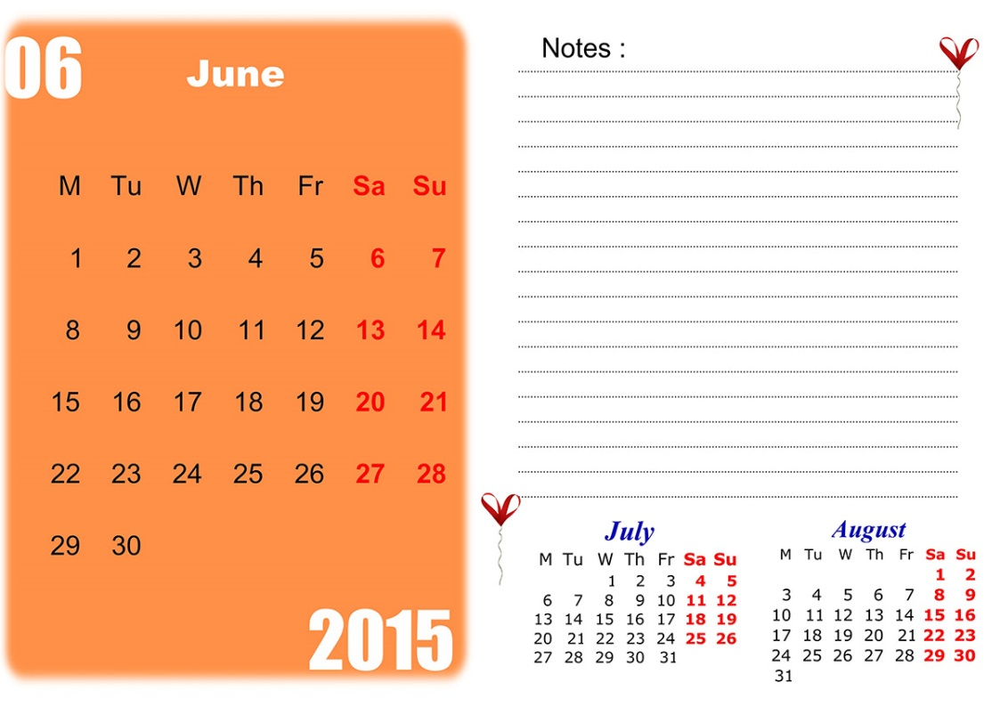 06
June
M Tu W Th Fr Sa Su
1 2 3 4 5 6 7
8 9 10 11 12 13 14
15 16 17 18 19 20 21
22 23 24 25 26 27 28
29 30
2015
Notes :
July
M Tu W Th Fr Sa Su
1 2 3 4 5
6 7 8 9 10 11 12
13 14 15 16 17 18 19
20 21 22 23 24 25 26
27 28 29 30 31
August
M Tu W Th Fr Sa Su
1 2
3 4 5 6 7 8 9
10 11 12 13 14 15 16
17 18 19 20 21 22 23
24 25 26 27 28 29 30
31